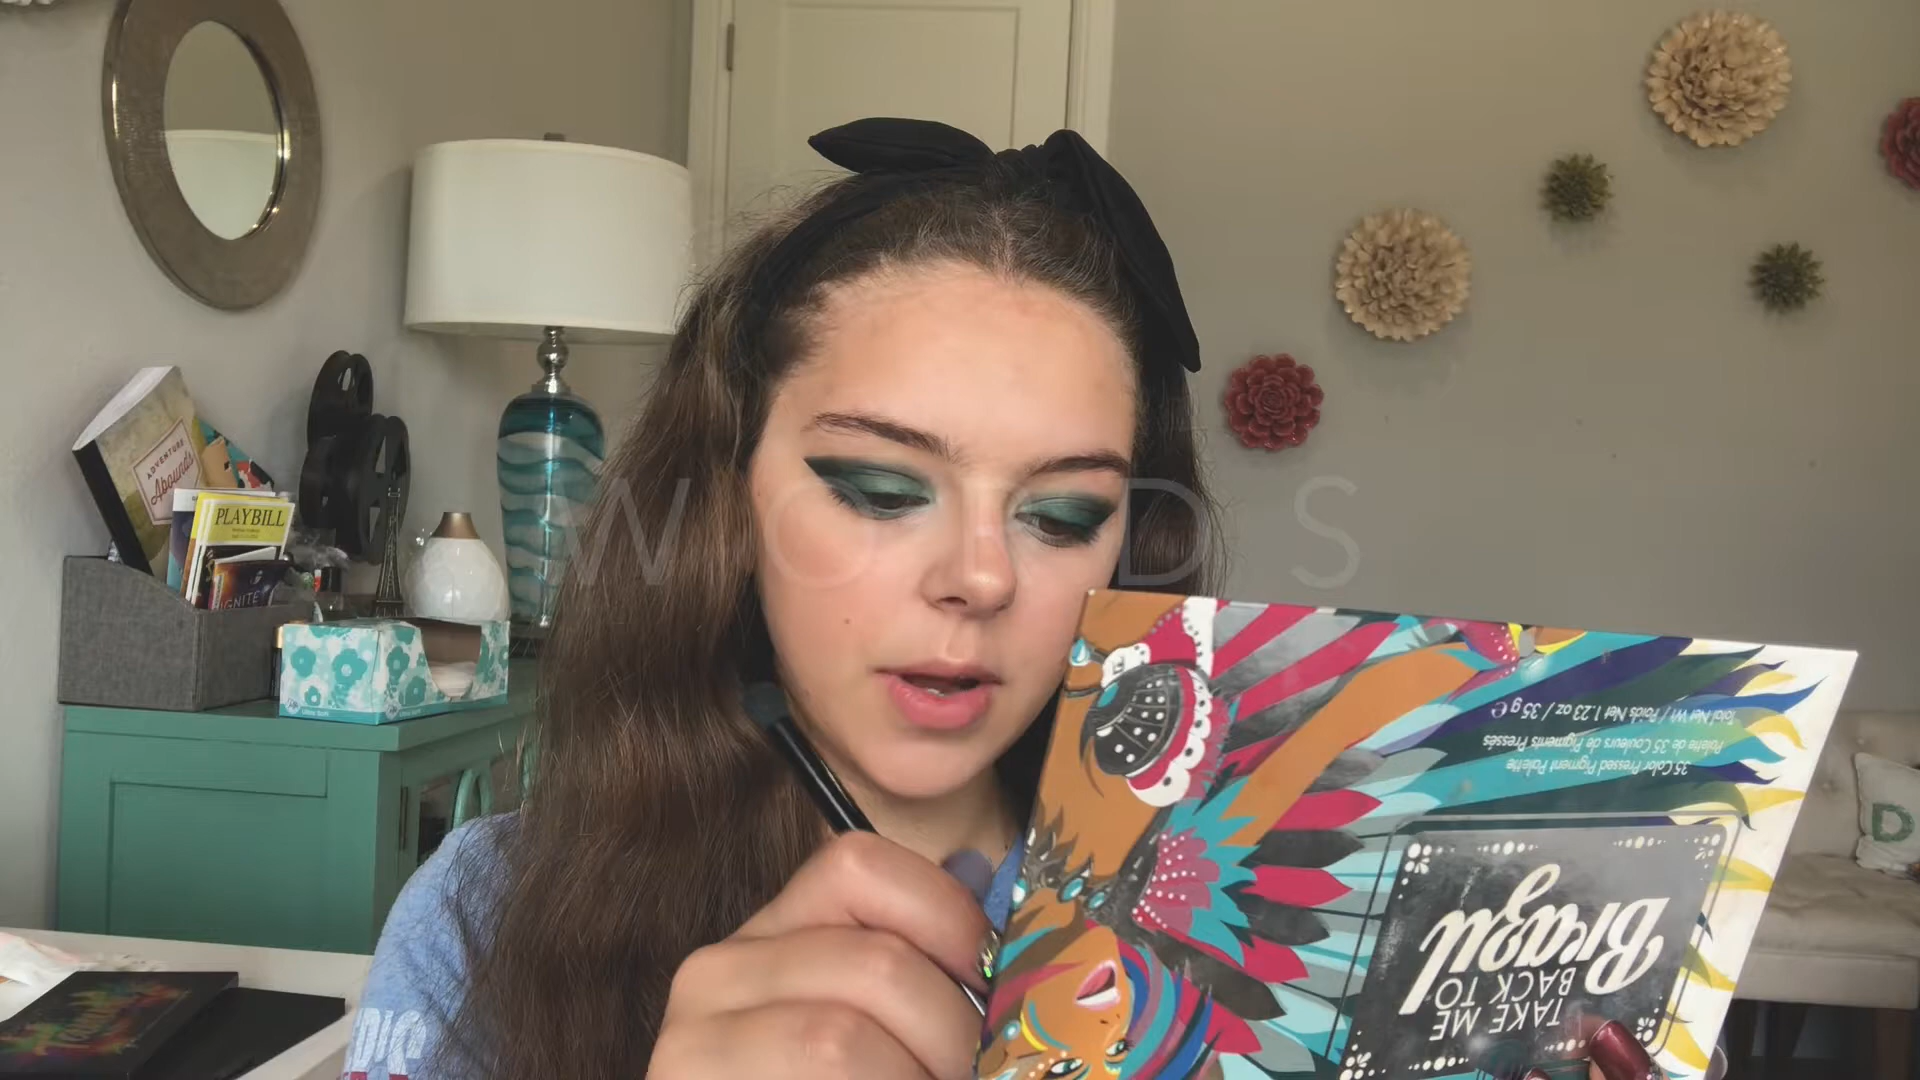 ADVENTURE
Abounds
PLAYBILL
IGNITE
W O R D S
Total Net Wt / Poids Net 1.23 oz / 35 g ℮
Palette de 35 Couleurs de Pigments Pressés
35 Color Pressed Pigment Palette
TAKE ME
BACK TO
Brazil
D